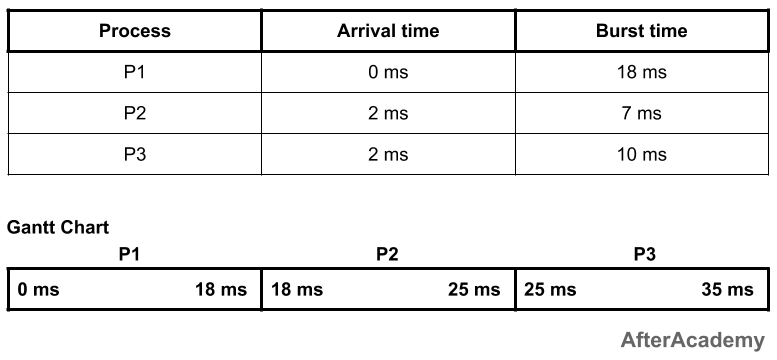 Process Arrival time Burst time
P1 0 ms 18 ms
P2 2 ms 7 ms
P3 2 ms 10 ms
Gantt Chart
P1 P2 P3
0 ms 18 ms 18 ms 25 ms 25 ms 35 ms
AfterAcademy